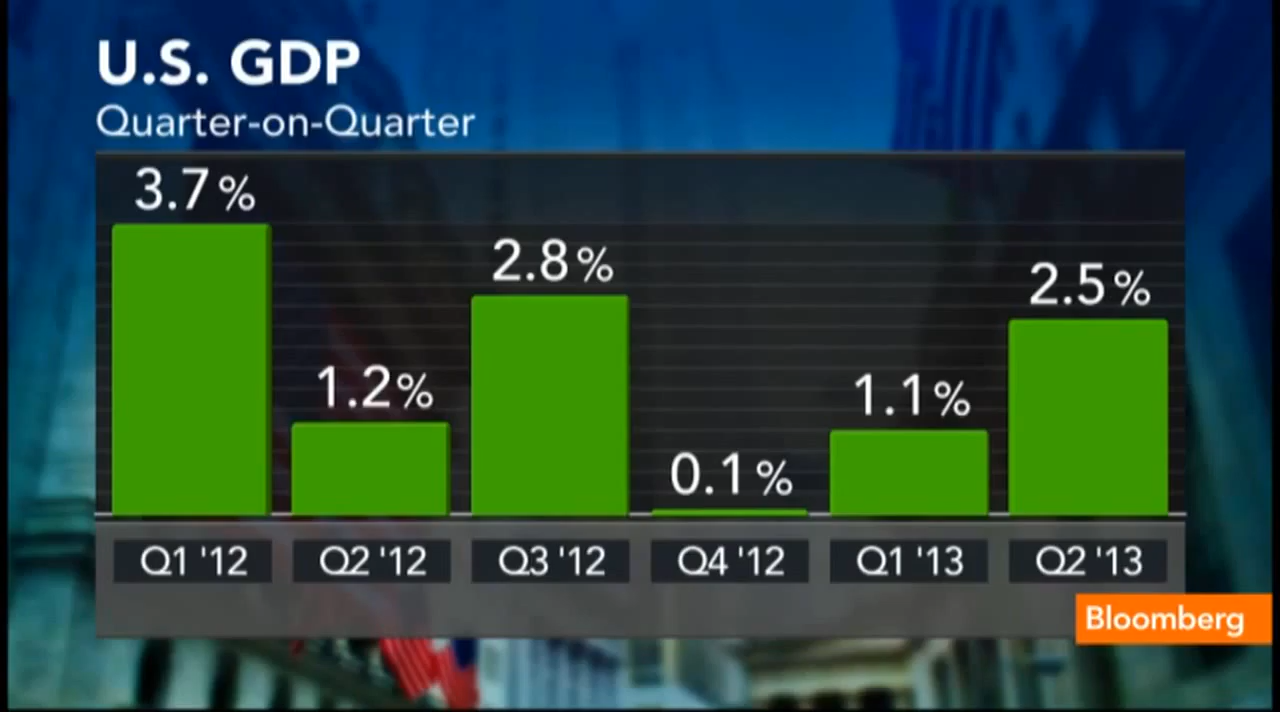 U.S. GDP
Quarter-on-Quarter
3.7%
1.2%
2.8%
0.1%
1.1%
2.5%
Q1 '12
Q2 '12
Q3 '12
Q4 '12
Q1 '13
Q2 '13
Bloomberg